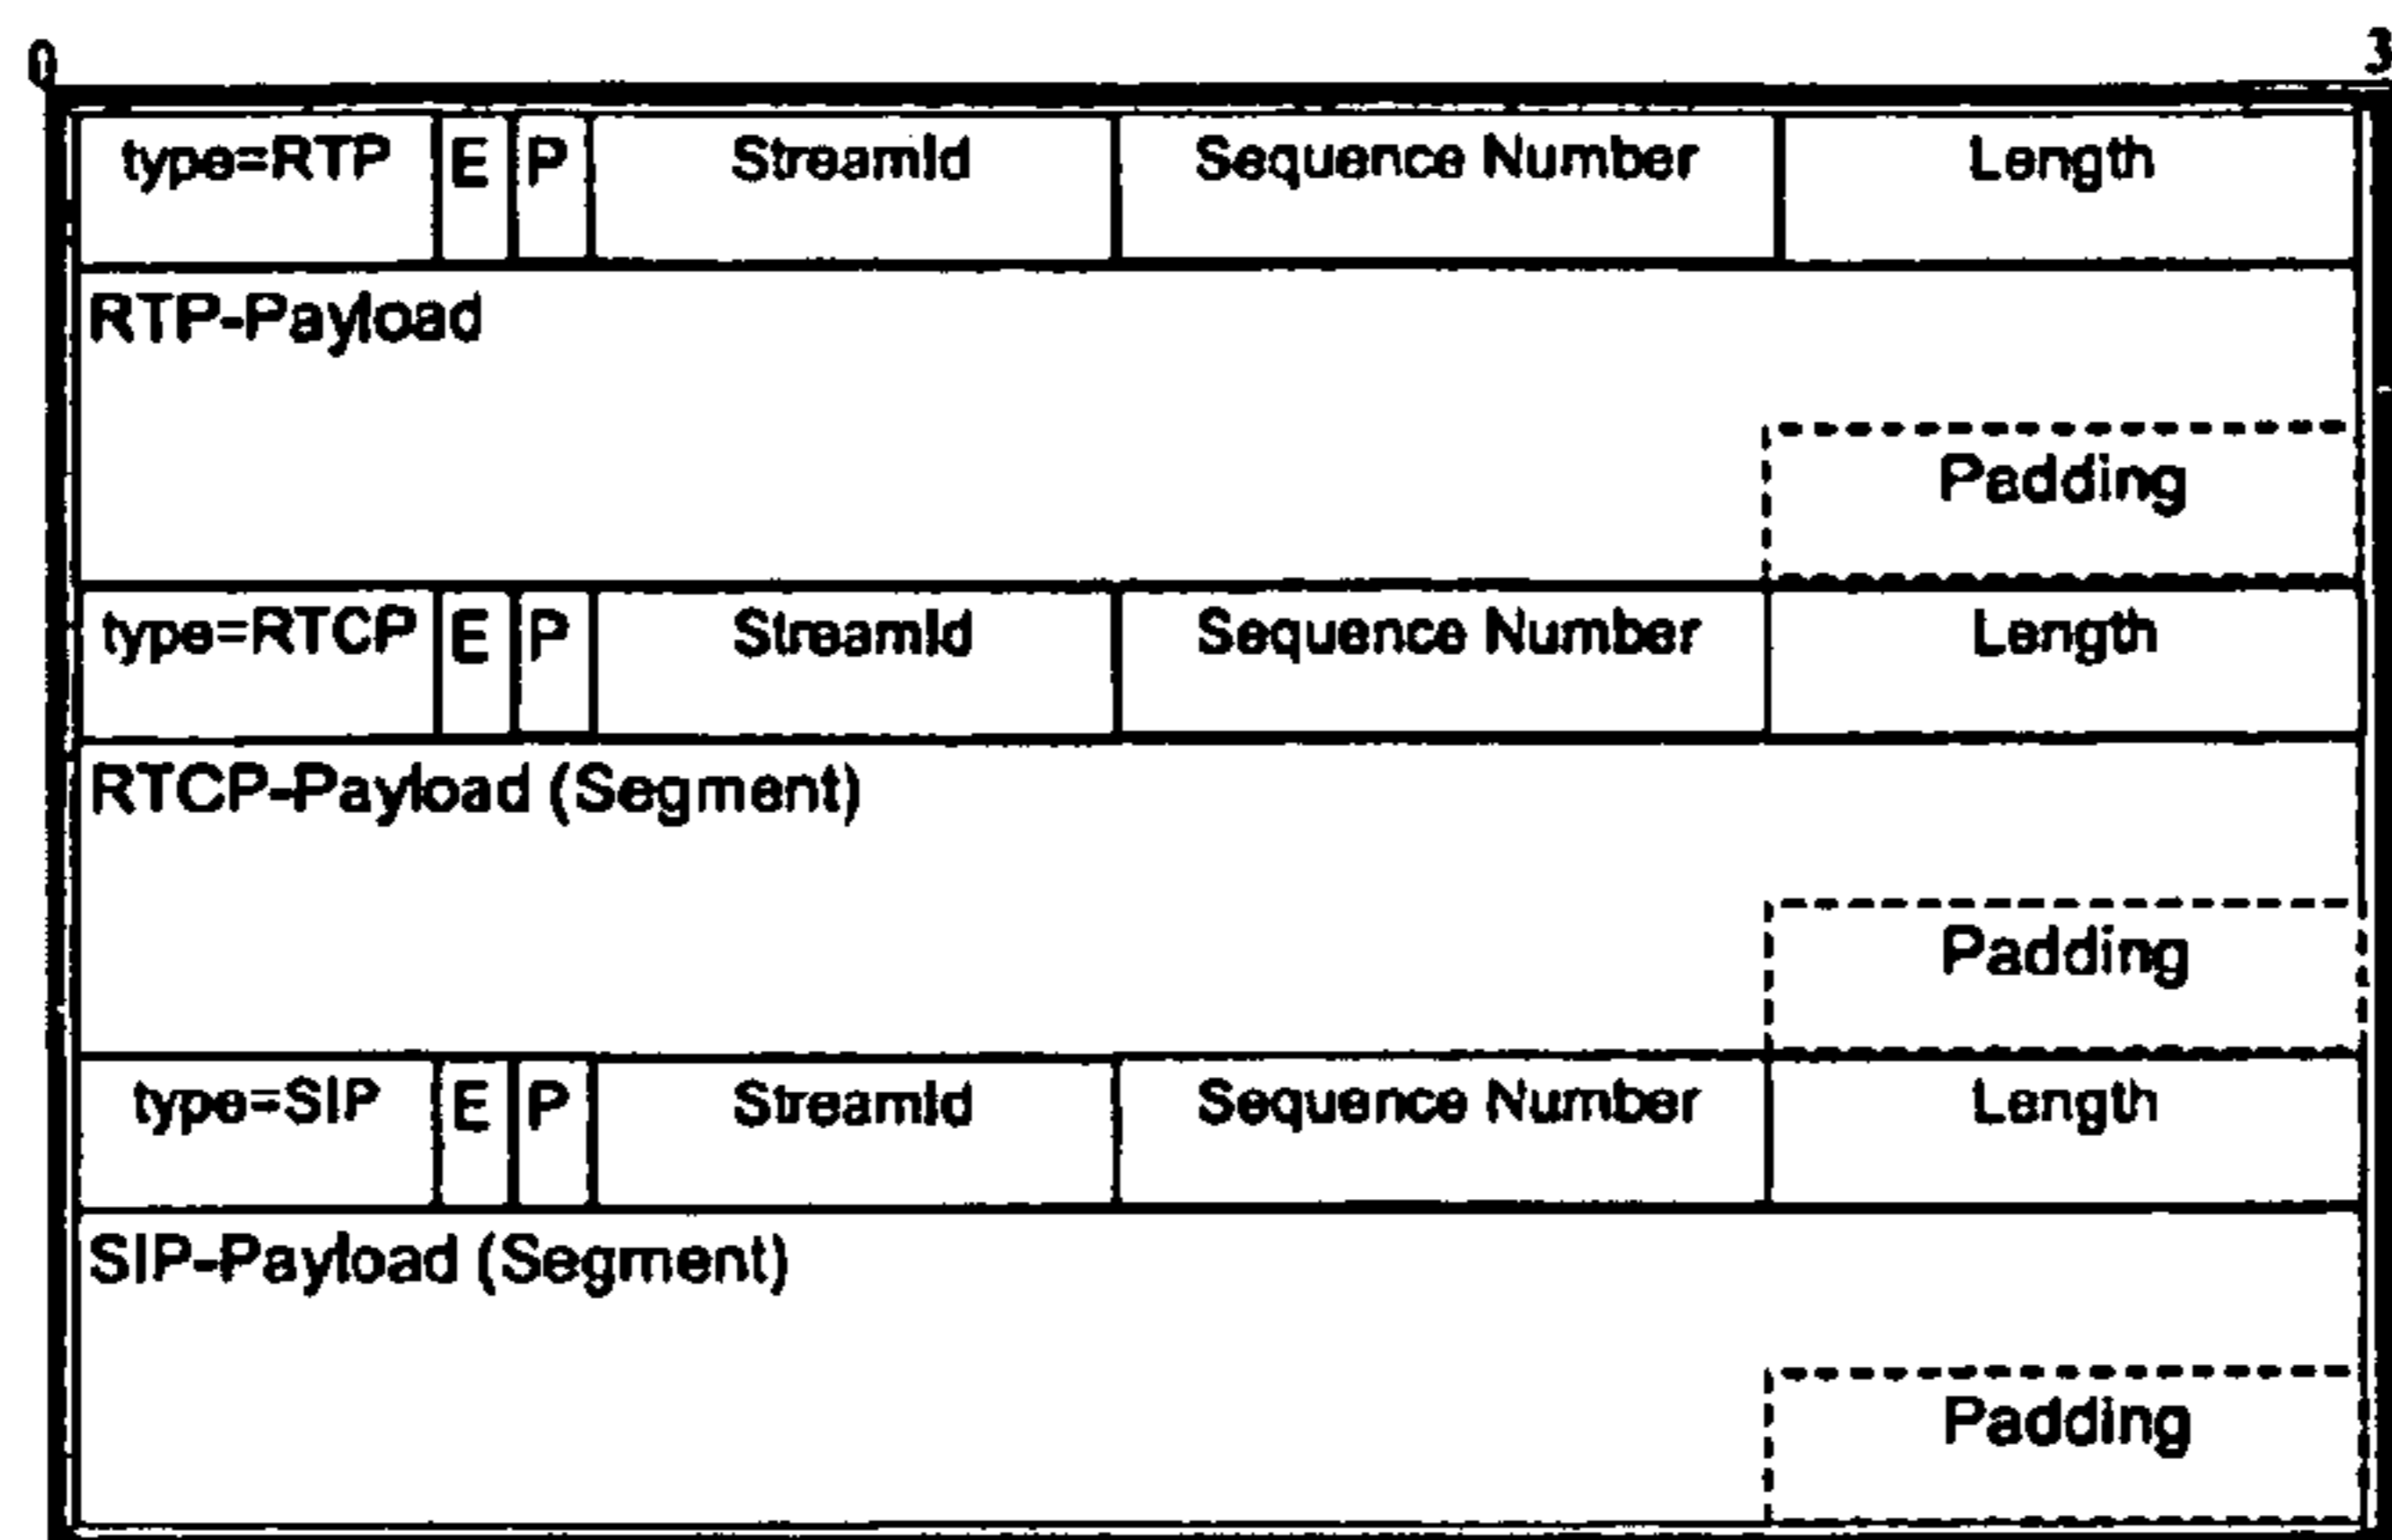 0 3
type=RTP E P StreamId Sequence Number Length
RTP-Payload
Padding
type=RTCP E P StreamId Sequence Number Length
RTCP-Payload (Segment)
Padding
type=SIP E P StreamId Sequence Number Length
SIP-Payload (Segment)
Padding